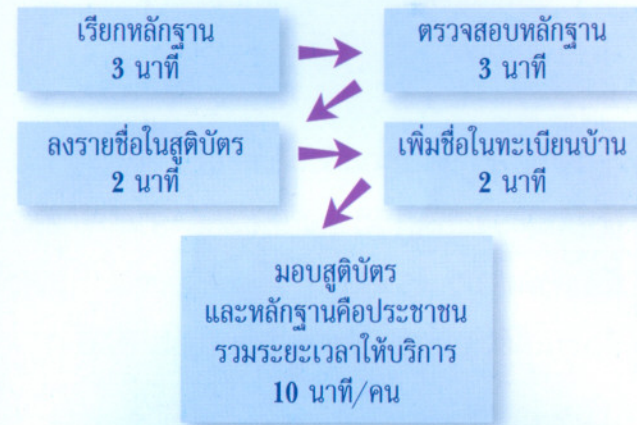 เรียกหลักฐาน
3 นาที
ตรวจสอบหลักฐาน
3 นาที
ลงรายชื่อในสูติบัตร
2 นาที
เพิ่มชื่อในทะเบียนบ้าน
2 นาที
มอบสูติบัตร
และหลักฐานคือประชาชน
รวมระยะเวลาให้บริการ
10 นาที/คน